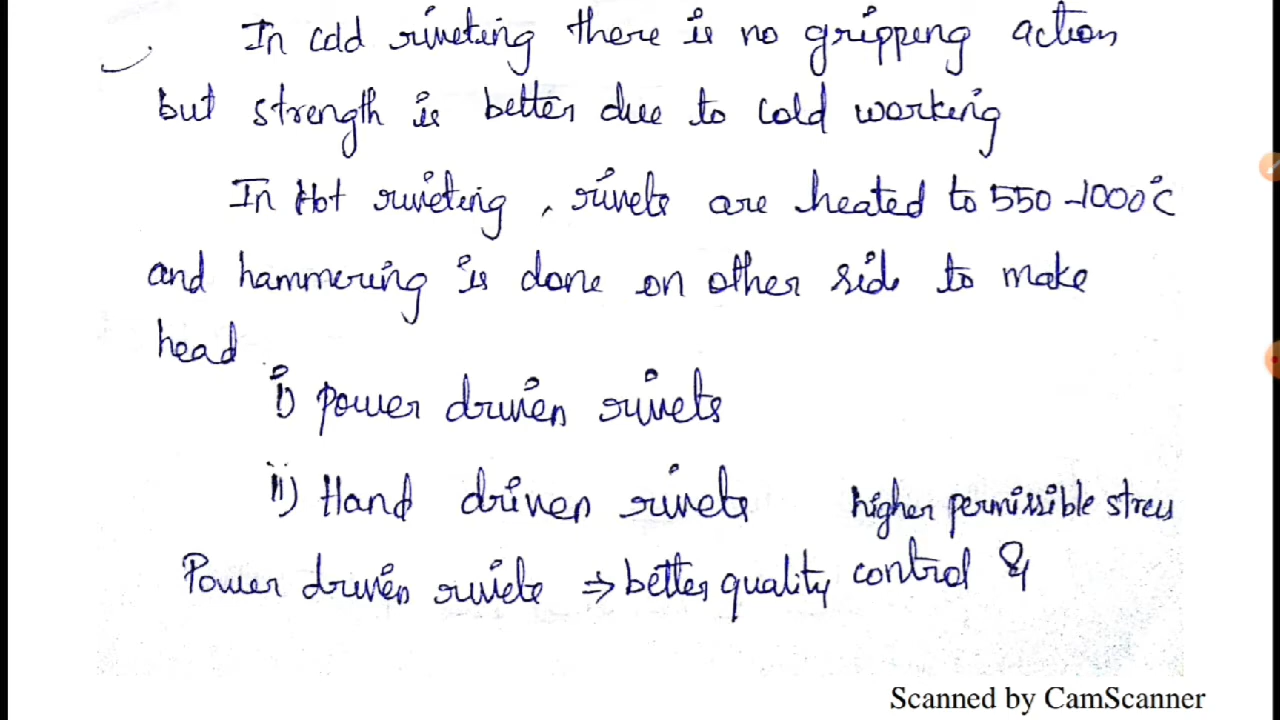 In cold riveting there is no gripping action
but strength is better due to cold working
In Hot riveting, rivets are heated to 550-1000°C
and hammering is done on other side to make
head
i) Power driven rivets
ii) Hand driven rivets
higher permissible stress
Power driven rivets ⇒ better quality control &
Scanned by CamScanner